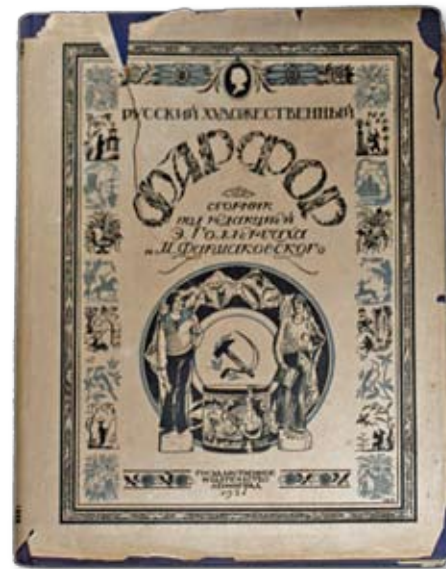 РУССКИЙ ХУДОЖЕСТВЕННЫЙ
ФАРФОР
СБОРНИК
под редакцией
Э. Голлербаха
и М. Фармаковского
ГОСУДАРСТВЕННОЕ
ИЗДАТЕЛЬСТВО
ЛЕНИНГРАД